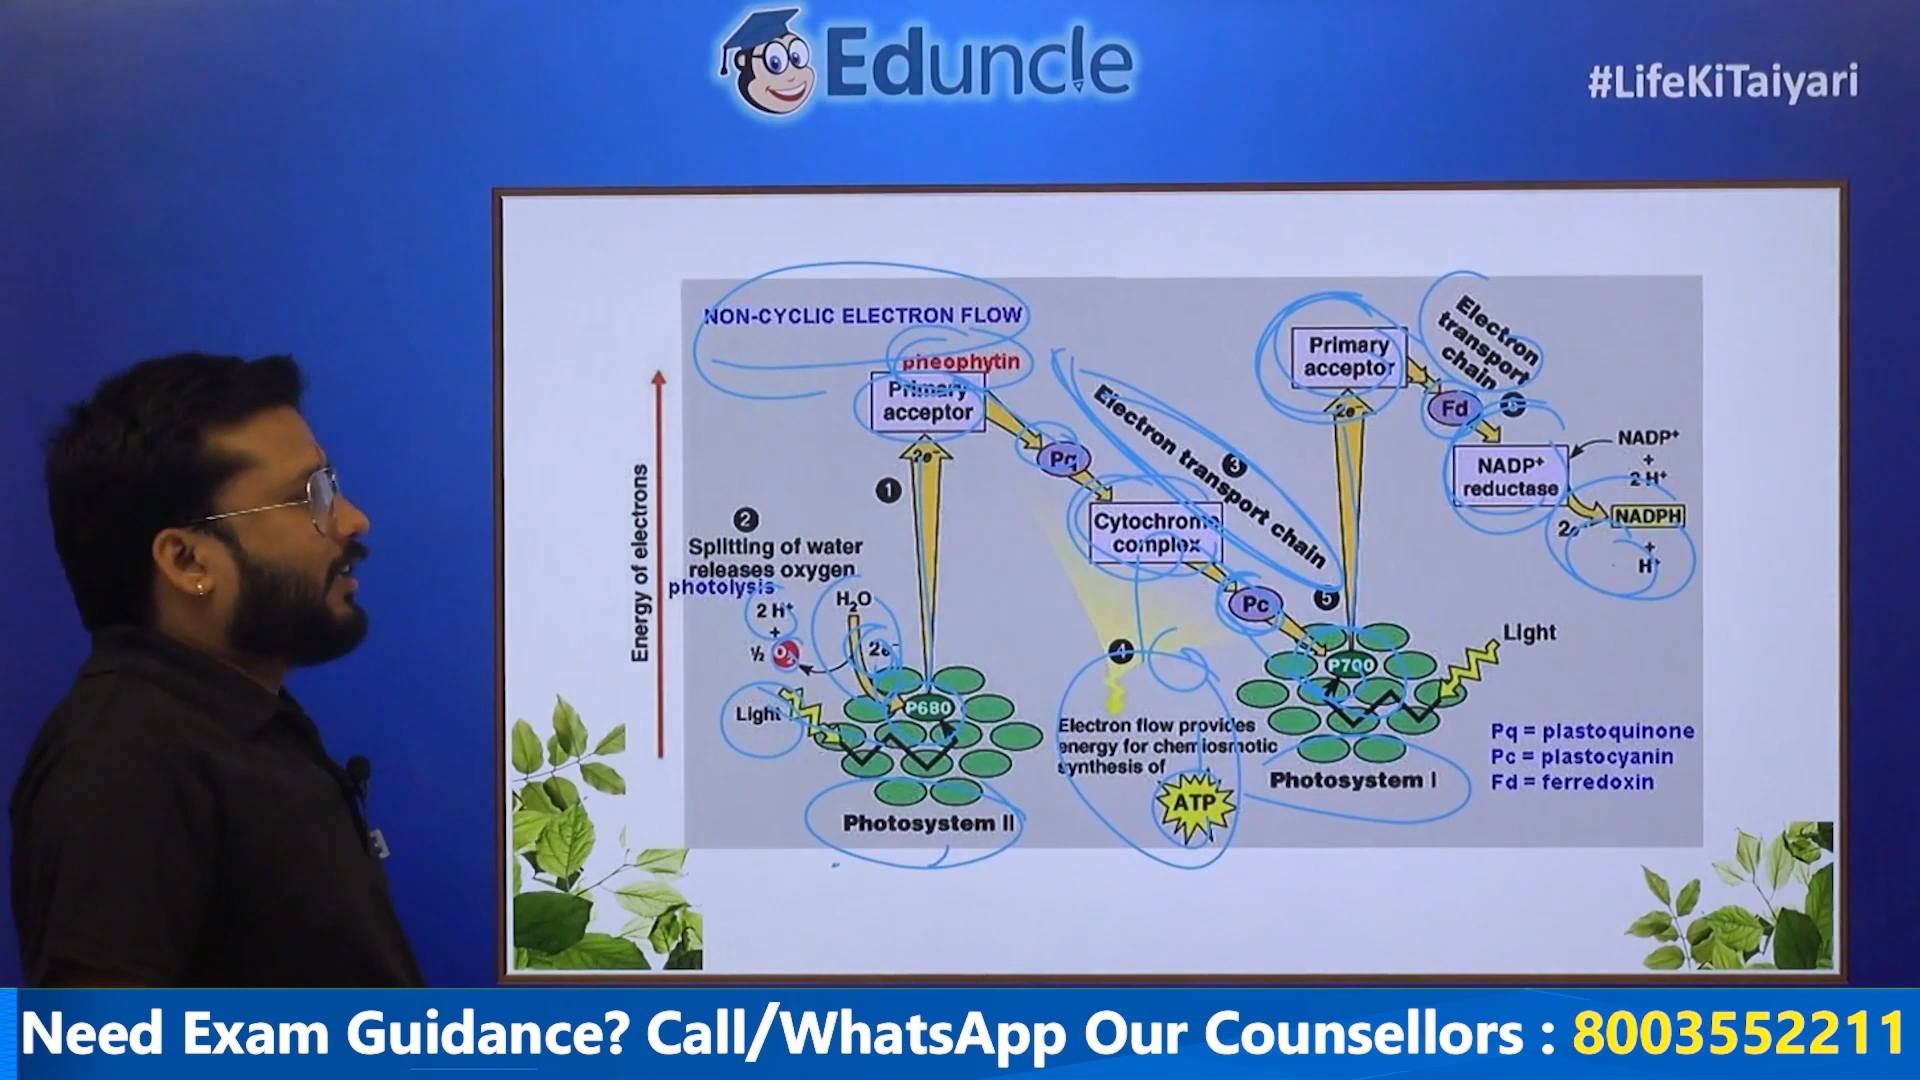 Eduncle
#LifeKiTaiyari
NON-CYCLIC ELECTRON FLOW
pheophytin
Primary
acceptor
2e⁻
Pq
1
2
Splitting of water
releases oxygen
photolysis
2 H⁺
+
½ O₂
H₂O
2e⁻
Light
P680
Photosystem II
Energy of electrons
Electron transport chain
3
Cytochrome
complex
Pc
4
Electron flow provides
energy for chemiosmotic
synthesis of
ATP
5
Primary
acceptor
2e⁻
Electron
transport
chain
Fd
6
NADP⁺
reductase
NADP⁺
+
2 H⁺
2e⁻
NADPH
+
H⁺
P700
Light
Photosystem I
Pq = plastoquinone
Pc = plastocyanin
Fd = ferredoxin
Need Exam Guidance? Call/WhatsApp Our Counsellors : 8003552211